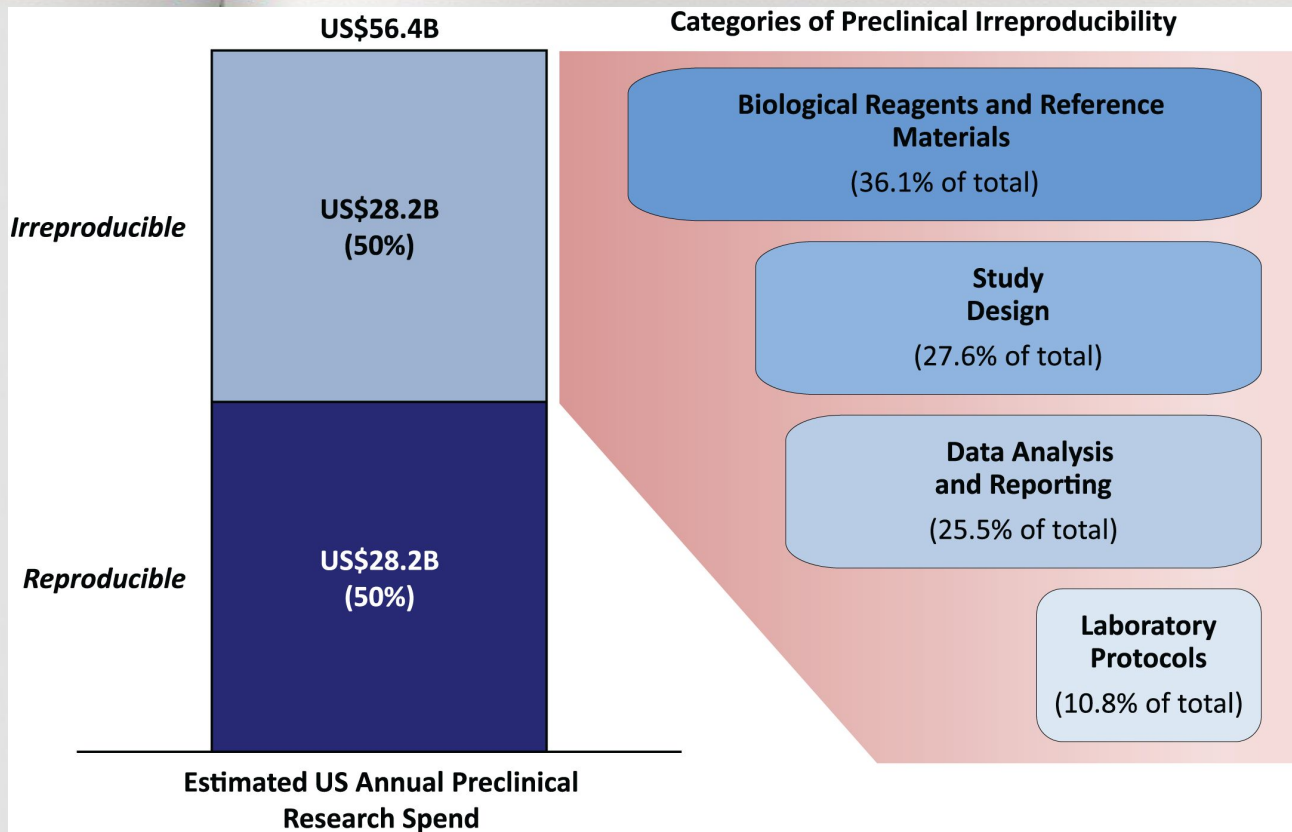 US$56.4B
Irreproducible
US$28.2B
(50%)
Reproducible
US$28.2B
(50%)
Estimated US Annual Preclinical
Research Spend
Categories of Preclinical Irreproducibility
Biological Reagents and Reference
Materials
(36.1% of total)
Study
Design
(27.6% of total)
Data Analysis
and Reporting
(25.5% of total)
Laboratory
Protocols
(10.8% of total)